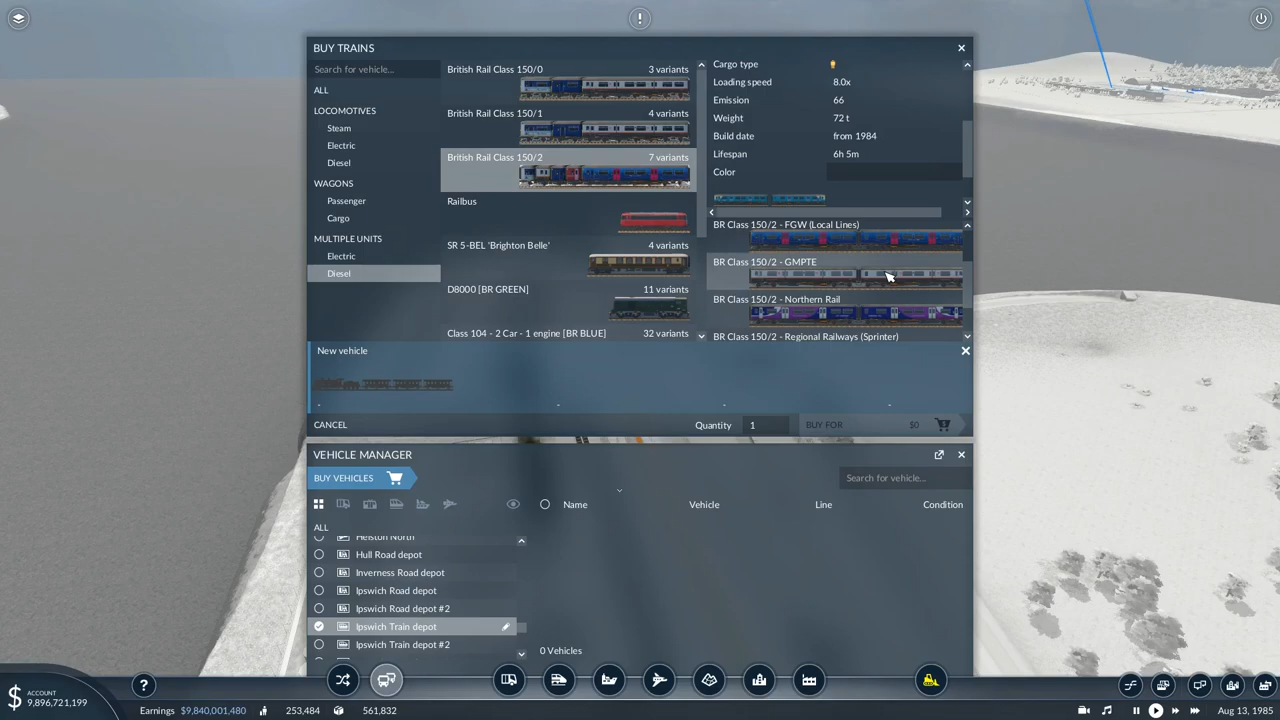 BUY TRAINS
Search for vehicle...
ALL
LOCOMOTIVES
Steam
Electric
Diesel
WAGONS
Passenger
Cargo
MULTIPLE UNITS
Electric
Diesel
British Rail Class 150/0 3 variants
British Rail Class 150/1 4 variants
British Rail Class 150/2 7 variants
Railbus
SR 5-BEL 'Brighton Belle' 4 variants
D8000 [BR GREEN] 11 variants
Class 104 - 2 Car - 1 engine [BR BLUE] 32 variants
Cargo type
Loading speed 8.0x
Emission 66
Weight 72 t
Build date from 1984
Lifespan 6h 5m
Color
BR Class 150/2 - FGW (Local Lines)
BR Class 150/2 - GMPTE
BR Class 150/2 - Northern Rail
BR Class 150/2 - Regional Railways (Sprinter)
New vehicle
- - - -
CANCEL Quantity 1 BUY FOR $0
VEHICLE MANAGER
BUY VEHICLES Search for vehicle...
Name Vehicle Line Condition
ALL
Helston North
Hull Road depot
Inverness Road depot
Ipswich Road depot
Ipswich Road depot #2
Ipswich Train depot
Ipswich Train depot #2
0 Vehicles
$ ACCOUNT
9,896,721,199
?
Earnings $9,840,001,480 253,484 561,832 Aug 13, 1985